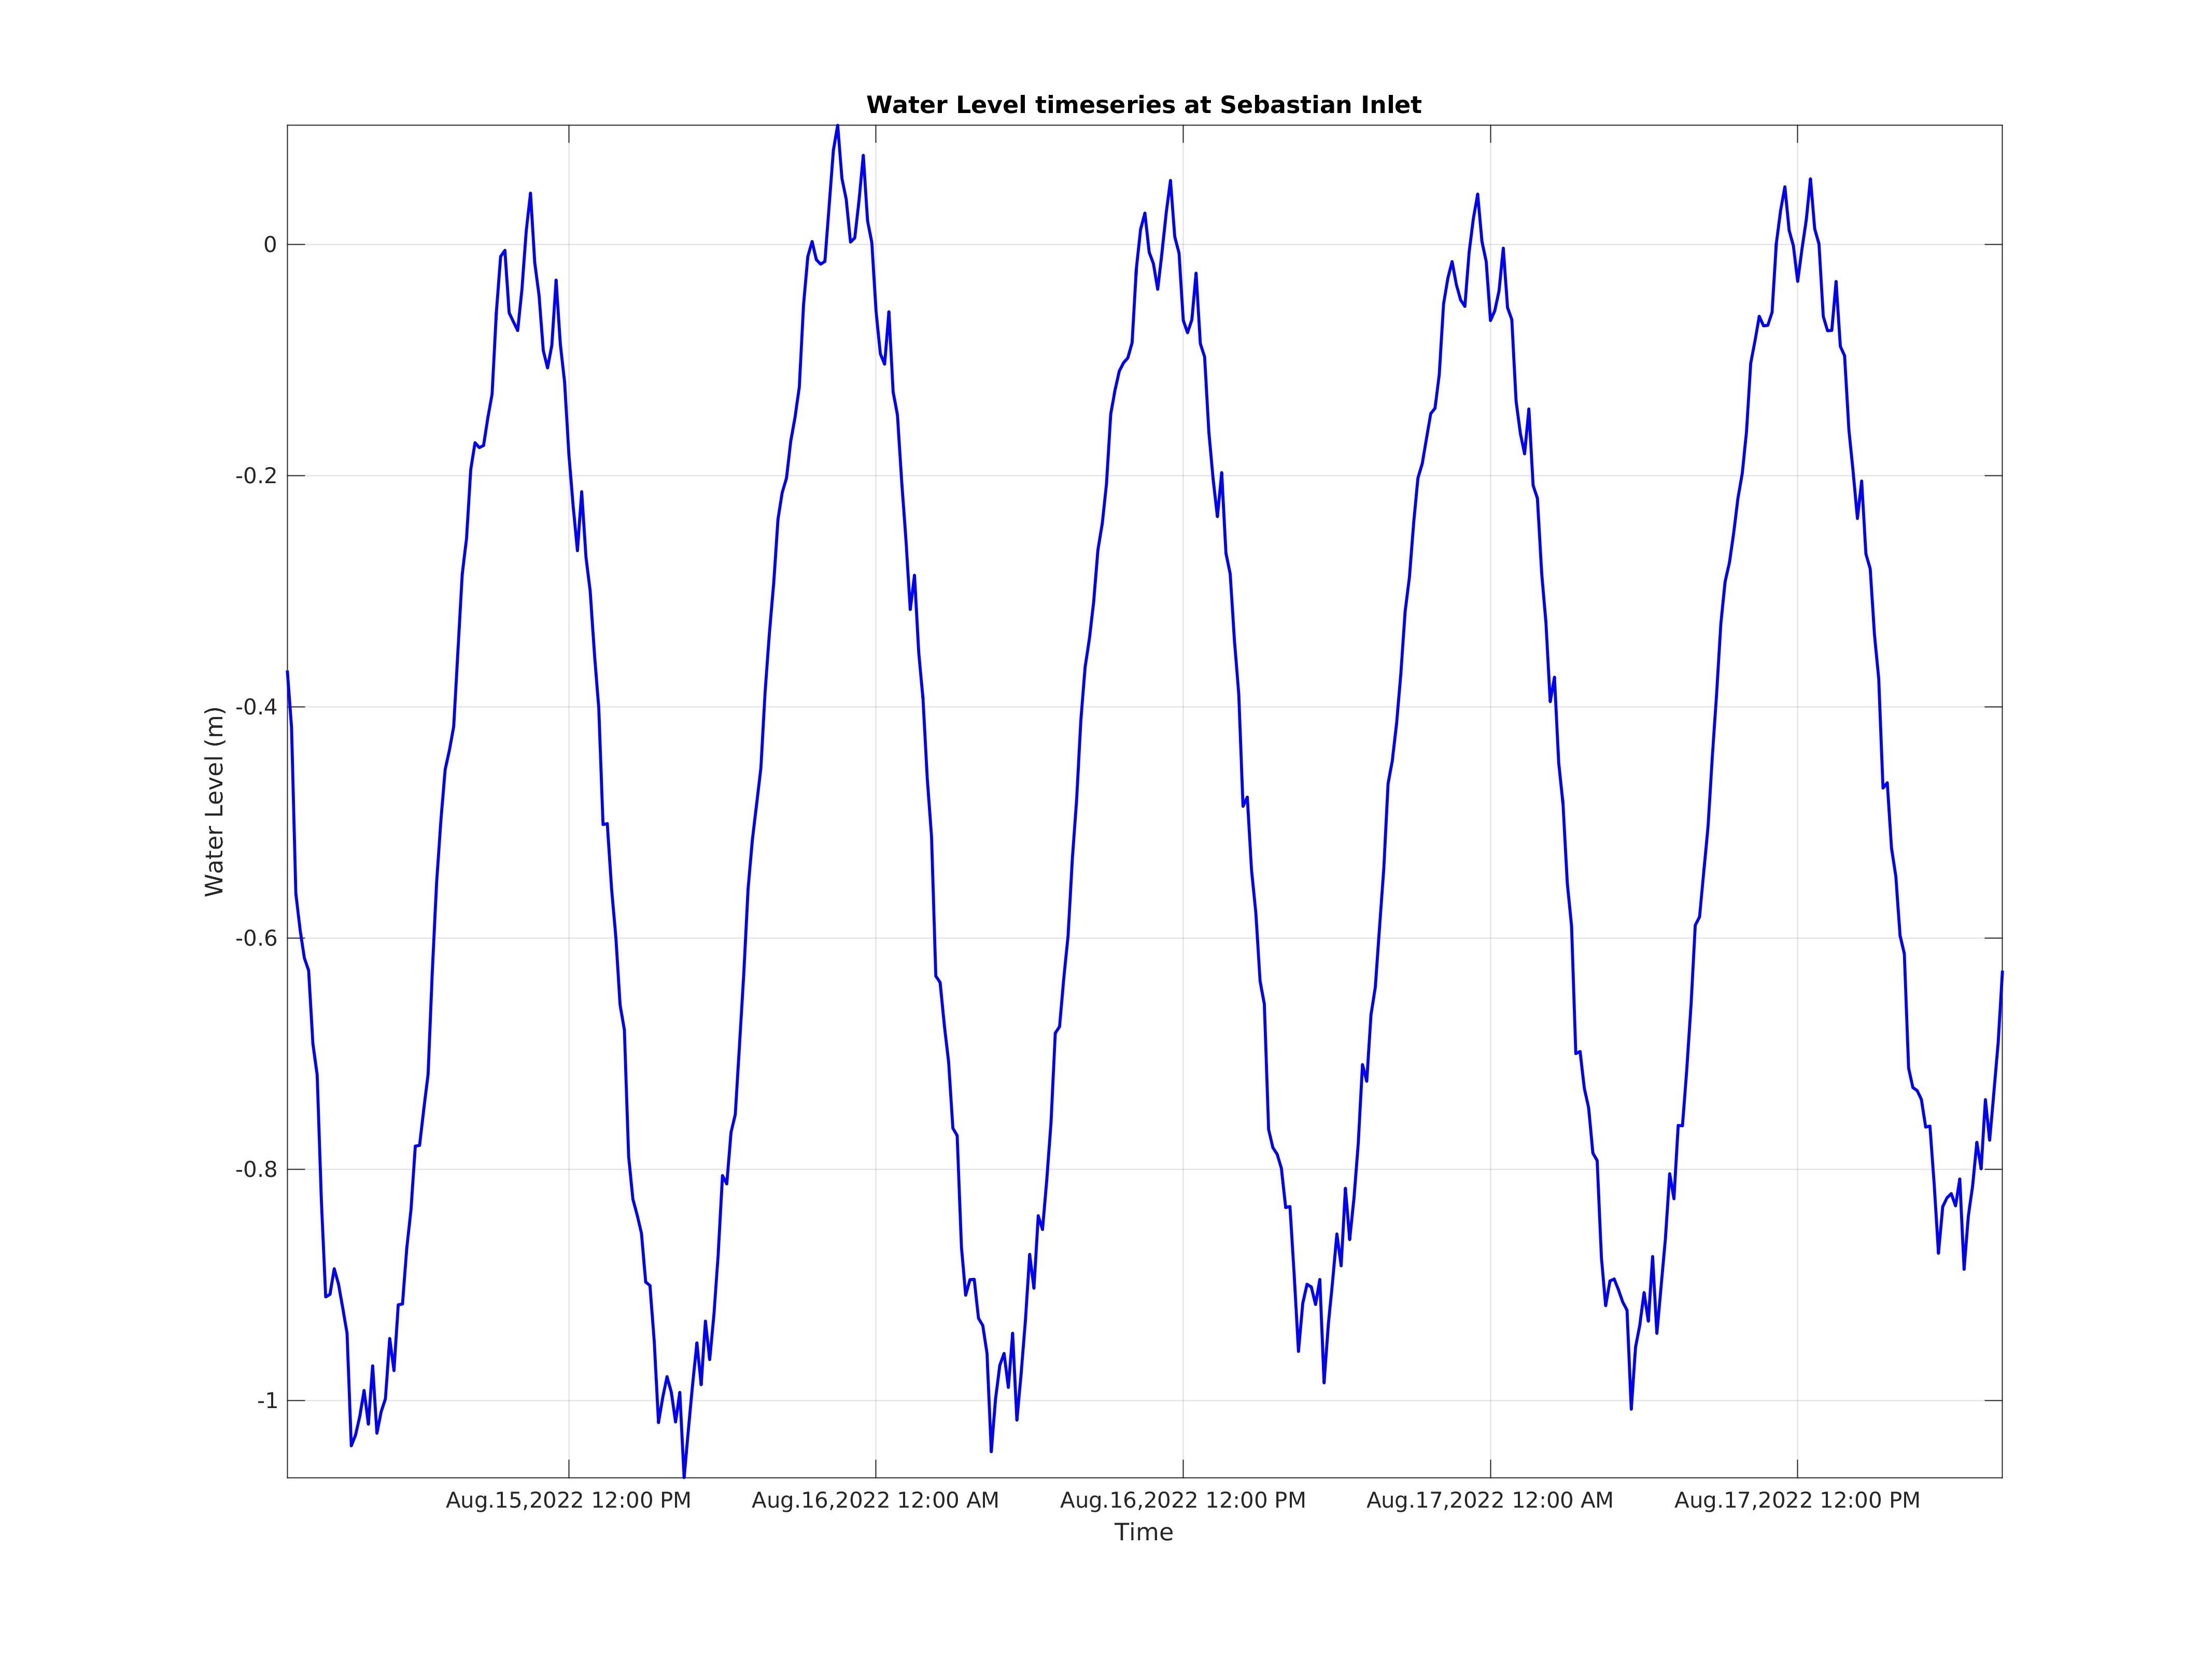 Water Level timeseries at Sebastian Inlet
0
-0.2
-0.4
-0.6
-0.8
-1
Water Level (m)
Aug.15,2022 12:00 PM
Aug.16,2022 12:00 AM
Aug.16,2022 12:00 PM
Aug.17,2022 12:00 AM
Aug.17,2022 12:00 PM
Time